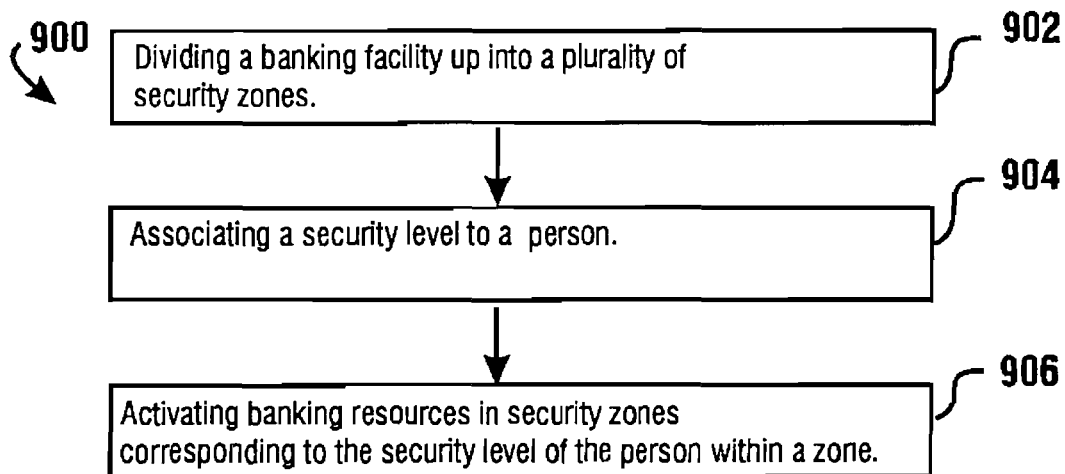 900
902
Dividing a banking facility up into a plurality of
security zones.
904
Associating a security level to a person.
906
Activating banking resources in security zones
corresponding to the security level of the person within a zone.